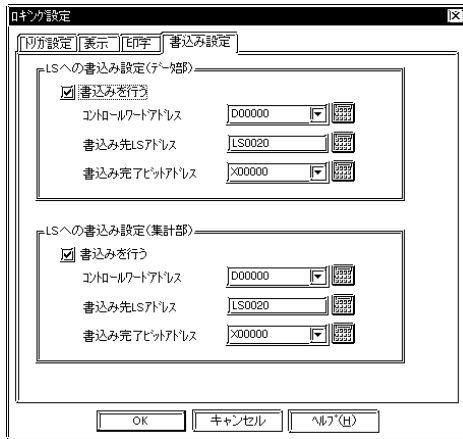 ﾛｷﾝｸﾞ設定
ﾄﾘｶﾞ設定 表示 印字 書込み設定
LSへの書込み設定(ﾃﾞｰﾀ部)
書込みを行う
ｺﾝﾄﾛｰﾙﾜｰﾄﾞｱﾄﾞﾚｽ D00000
書込み先LSｱﾄﾞﾚｽ LS0020
書込み完了ﾋﾞｯﾄｱﾄﾞﾚｽ X00000
LSへの書込み設定(集計部)
書込みを行う
ｺﾝﾄﾛｰﾙﾜｰﾄﾞｱﾄﾞﾚｽ D00000
書込み先LSｱﾄﾞﾚｽ LS0020
書込み完了ﾋﾞｯﾄｱﾄﾞﾚｽ X00000
OK キャンセル ﾍﾙﾌﾟ(H)